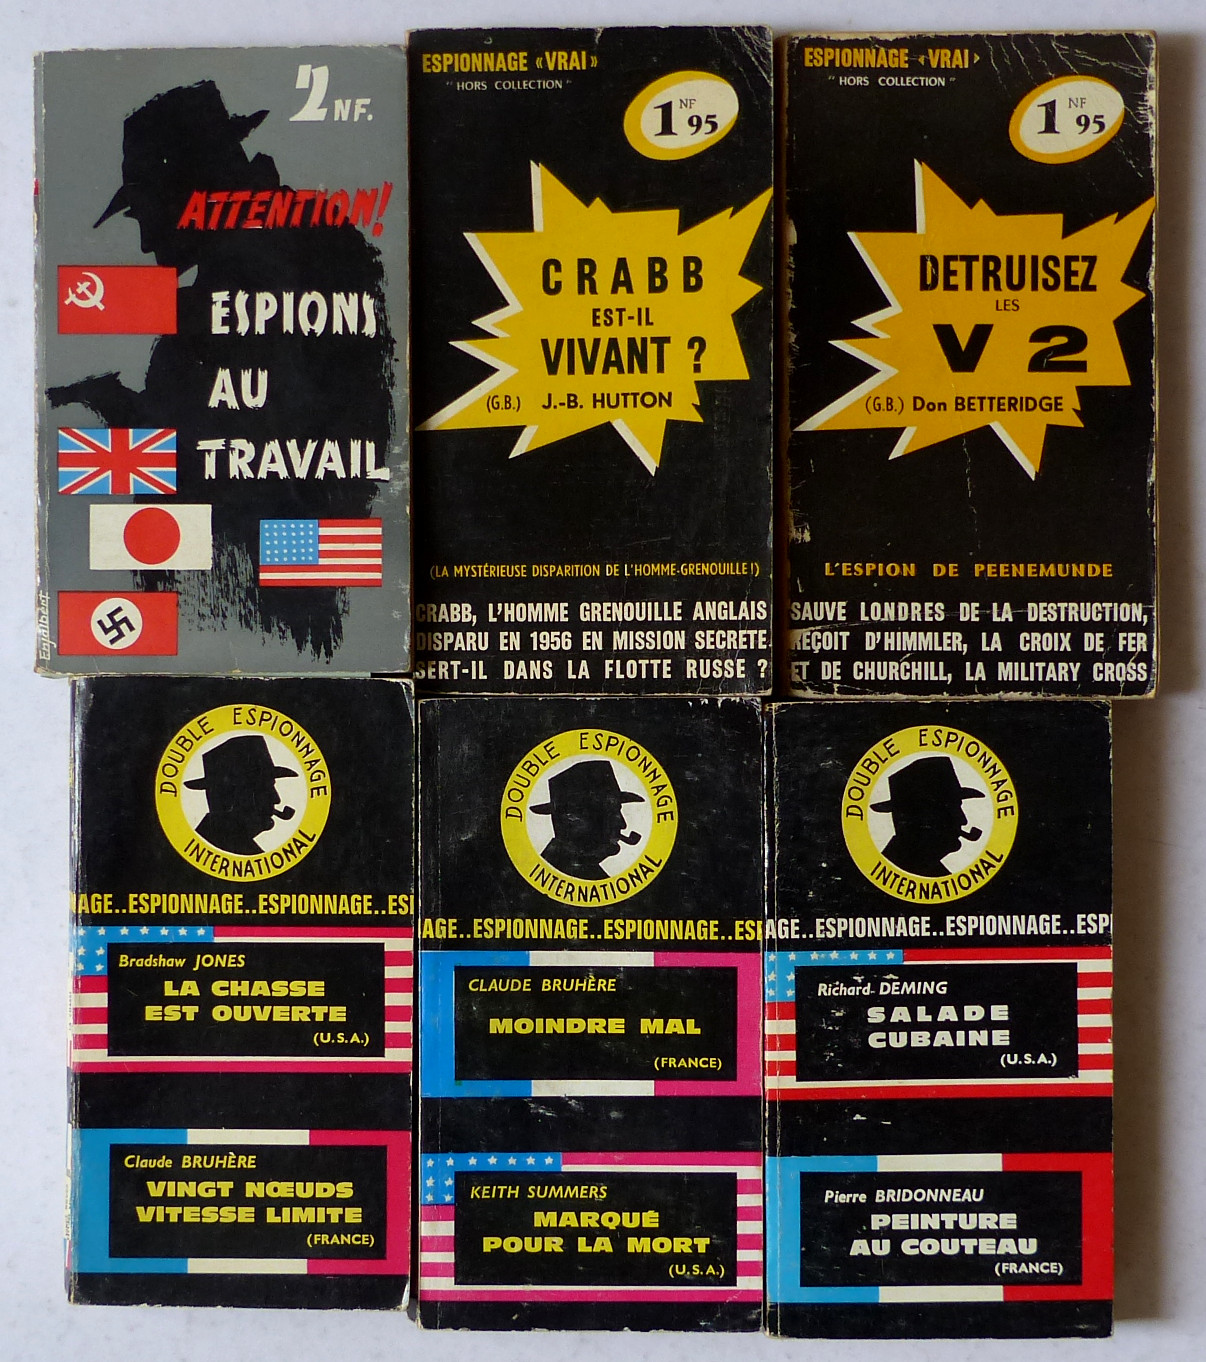 2 NF.
ATTENTION!
ESPIONS
AU
TRAVAIL
Enjalbert
ESPIONNAGE «VRAI»
"HORS COLLECTION"
1 NF 95
CRABB
EST-IL
VIVANT ?
(G.B.) J.-B. HUTTON
(LA MYSTÉRIEUSE DISPARITION DE L'HOMME-GRENOUILLE!)
CRABB, L'HOMME GRENOUILLE ANGLAIS
DISPARU EN 1956 EN MISSION SECRETE.
SERT-IL DANS LA FLOTTE RUSSE ?
ESPIONNAGE «VRAI»
"HORS COLLECTION"
1 NF 95
DETRUISEZ
LES
V 2
(G.B.) Don BETTERIDGE
L'ESPION DE PEENEMUNDE
SAUVE LONDRES DE LA DESTRUCTION,
REÇOIT D'HIMMLER, LA CROIX DE FER
ET DE CHURCHILL, LA MILITARY CROSS
DOUBLE ESPIONNAGE
INTERNATIONAL
NAGE..ESPIONNAGE..ESPIONNAGE..ESI
Bradshaw JONES
LA CHASSE
EST OUVERTE
(U.S.A.)
Claude BRUHÈRE
VINGT NŒUDS
VITESSE LIMITE
(FRANCE)
DOUBLE ESPIONNAGE
INTERNATIONAL
NAGE..ESPIONNAGE..ESPIONNAGE..ESI
CLAUDE BRUHÈRE
MOINDRE MAL
(FRANCE)
KEITH SUMMERS
MARQUÉ
POUR LA MORT
(U.S.A.)
DOUBLE ESPIONNAGE
INTERNATIONAL
AGE..ESPIONNAGE..ESPIONNAGE..ESP
Richard DEMING
SALADE
CUBAINE
(U.S.A.)
Pierre BRIDONNEAU
PEINTURE
AU COUTEAU
(FRANCE)